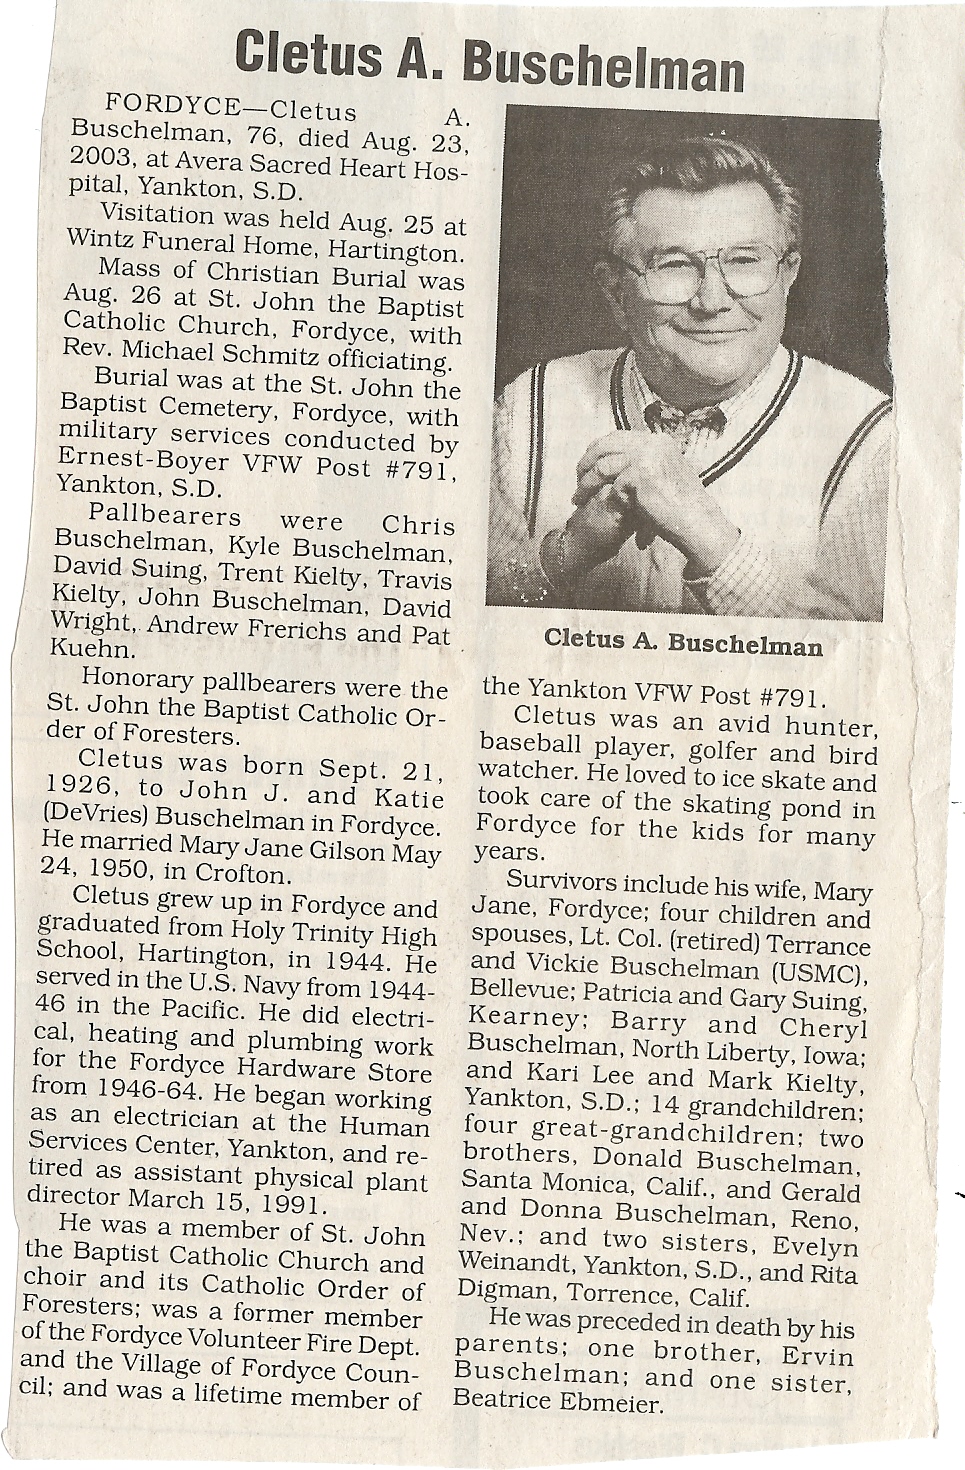 Cletus A. Buschelman
FORDYCE—Cletus A.
Buschelman, 76, died Aug. 23,
2003, at Avera Sacred Heart Hos-
pital, Yankton, S.D.
Visitation was held Aug. 25 at
Wintz Funeral Home, Hartington.
Mass of Christian Burial was
Aug. 26 at St. John the Baptist
Catholic Church, Fordyce, with
Rev. Michael Schmitz officiating.
Burial was at the St. John the
Baptist Cemetery, Fordyce, with
military services conducted by
Ernest-Boyer VFW Post #791,
Yankton, S.D.
Pallbearers were Chris
Buschelman, Kyle Buschelman,
David Suing, Trent Kielty, Travis
Kielty, John Buschelman, David
Wright, Andrew Frerichs and Pat
Kuehn.
Honorary pallbearers were the
St. John the Baptist Catholic Or-
der of Foresters.
Cletus was born Sept. 21,
1926, to John J. and Katie
(DeVries) Buschelman in Fordyce.
He married Mary Jane Gilson May
24, 1950, in Crofton.
Cletus grew up in Fordyce and
graduated from Holy Trinity High
School, Hartington, in 1944. He
served in the U.S. Navy from 1944-
46 in the Pacific. He did electri-
cal, heating and plumbing work
for the Fordyce Hardware Store
from 1946-64. He began working
as an electrician at the Human
Services Center, Yankton, and re-
tired as assistant physical plant
director March 15, 1991.
He was a member of St. John
the Baptist Catholic Church and
choir and its Catholic Order of
Foresters; was a former member
of the Fordyce Volunteer Fire Dept.
and the Village of Fordyce Coun-
cil; and was a lifetime member of
Cletus A. Buschelman
the Yankton VFW Post #791.
Cletus was an avid hunter,
baseball player, golfer and bird
watcher. He loved to ice skate and
took care of the skating pond in
Fordyce for the kids for many
years.
Survivors include his wife, Mary
Jane, Fordyce; four children and
spouses, Lt. Col. (retired) Terrance
and Vickie Buschelman (USMC),
Bellevue; Patricia and Gary Suing,
Kearney; Barry and Cheryl
Buschelman, North Liberty, Iowa;
and Kari Lee and Mark Kielty,
Yankton, S.D.; 14 grandchildren;
four great-grandchildren; two
brothers, Donald Buschelman,
Santa Monica, Calif., and Gerald
and Donna Buschelman, Reno,
Nev.; and two sisters, Evelyn
Weinandt, Yankton, S.D., and Rita
Digman, Torrence, Calif.
He was preceded in death by his
parents; one brother, Ervin
Buschelman; and one sister,
Beatrice Ebmeier.